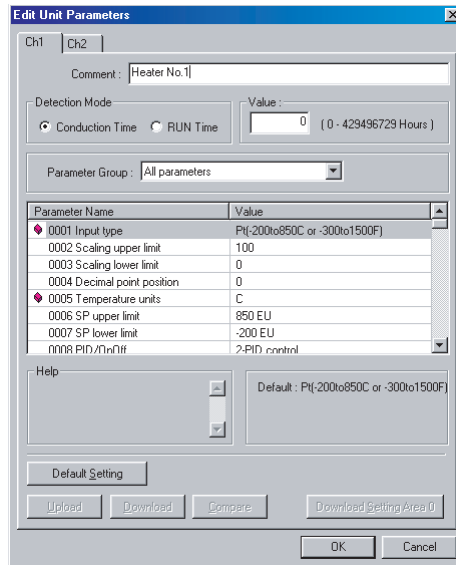 Edit Unit Parameters
Ch1 Ch2
Comment : Heater No.1
Detection Mode Value :
Conduction Time RUN Time 0 ( 0 - 429496729 Hours )
Parameter Group : All parameters
Parameter Name Value
0001 Input type Pt(-200to850C or -300to1500F)
0002 Scaling upper limit 100
0003 Scaling lower limit 0
0004 Decimal point position 0
0005 Temperature units C
0006 SP upper limit 850 EU
0007 SP lower limit -200 EU
0008 PID/OnOff 2-PID control
Help
Default : Pt(-200to850C or -300to1500F)
Default Setting
Upload Download Compare Download Setting Area 0
OK Cancel